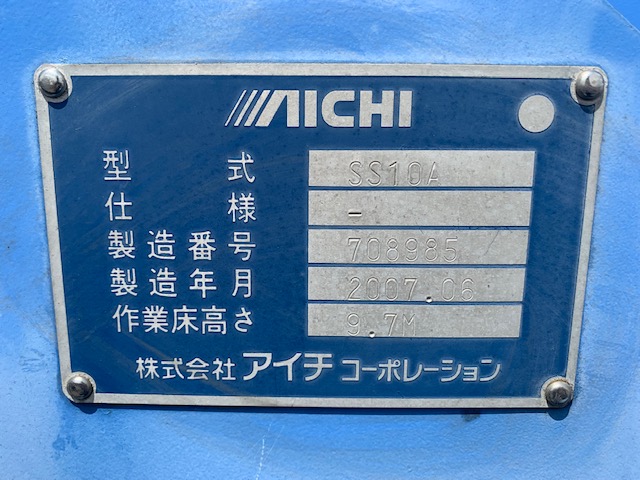 AICHI
型式 SS10A
仕様 -
製造番号 708985
製造年月 2007.06
作業床高さ 9.7M
株式会社 アイチ コーポレーション